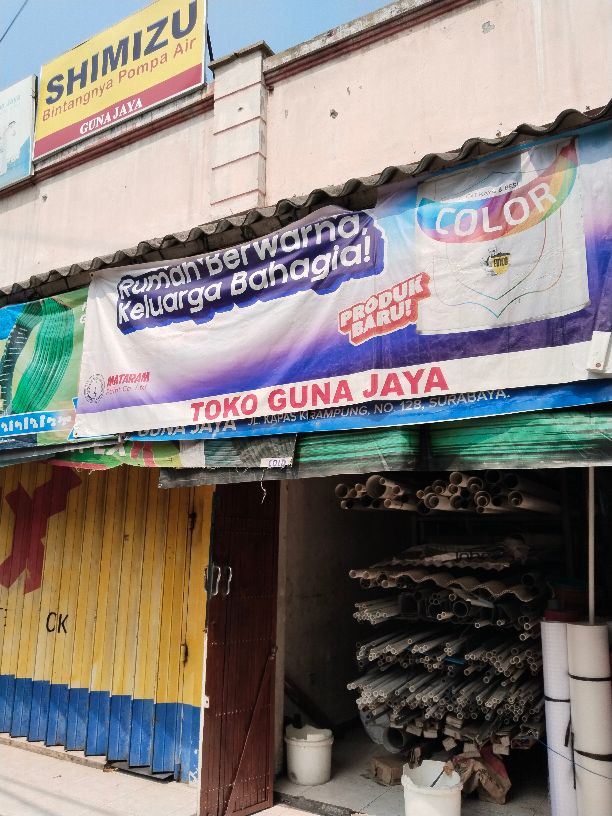 SHIMIZU
Bintangnya Pompa Air
GUNA JAYA
Rumah Berwarna,
Keluarga Bahagia!
COLOR
PRODUK
BARU!
MATARAM
TOKO GUNA JAYA
GUNA JAYA
JL. KAPAS KRAMPUNG, NO. 128, SURABAYA.